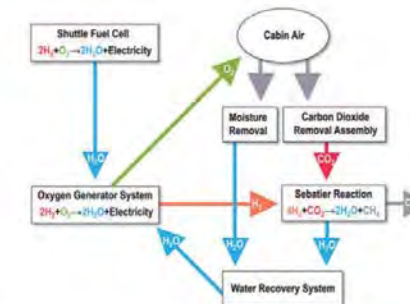 Shuttle Fuel Cell
2H₂+O₂→2H₂O+Electricity
Cabin Air
O₂
Moisture
Removal
Carbon Dioxide
Removal Assembly
H₂O
CO₂
Oxygen Generator System
2H₂+O₂→2H₂O+Electricity
H₂
Sebatier Reaction
4H₂+CO₂→2H₂O+CH₄
H₂O
H₂O
H₂O
Water Recovery System